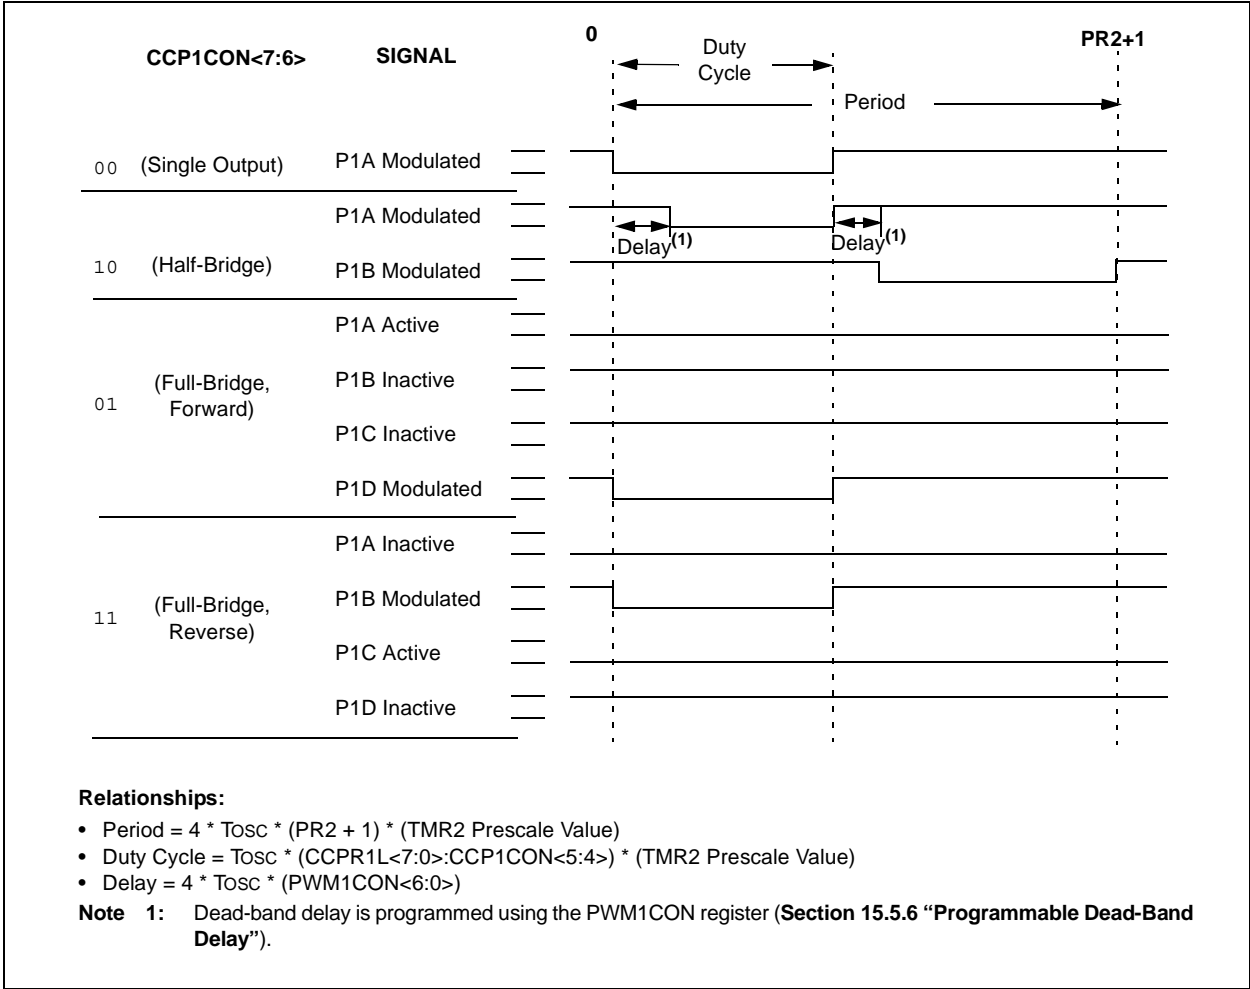 CCP1CON<7:6>
SIGNAL
0
Duty
Cycle
PR2+1
Period
00
(Single Output)
P1A Modulated
P1A Modulated
Delay(1)
Delay(1)
10
(Half-Bridge)
P1B Modulated
P1A Active
P1B Inactive
01
(Full-Bridge,
Forward)
P1C Inactive
P1D Modulated
P1A Inactive
P1B Modulated
11
(Full-Bridge,
Reverse)
P1C Active
P1D Inactive
Relationships:
• Period = 4 * TOSC * (PR2 + 1) * (TMR2 Prescale Value)
• Duty Cycle = TOSC * (CCPR1L<7:0>:CCP1CON<5:4>) * (TMR2 Prescale Value)
• Delay = 4 * TOSC * (PWM1CON<6:0>)
Note 1: Dead-band delay is programmed using the PWM1CON register (Section 15.5.6 “Programmable Dead-Band
Delay”).